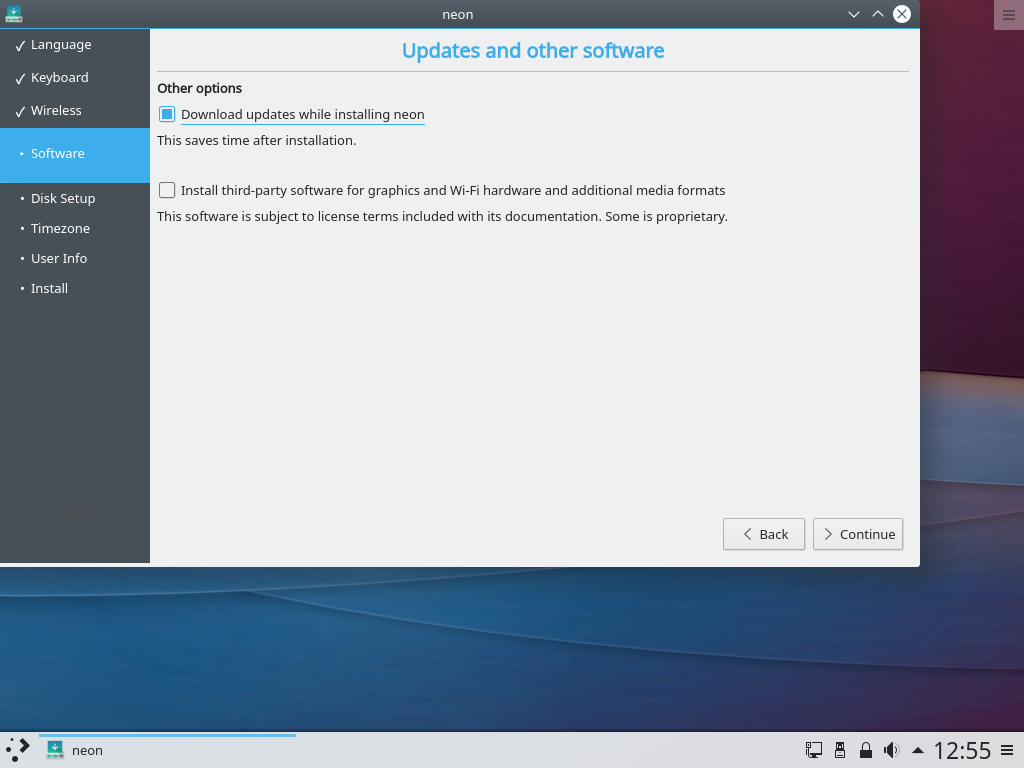 neon
Language
Keyboard
Wireless
Software
Disk Setup
Timezone
User Info
Install
Updates and other software
Other options
Download updates while installing neon
This saves time after installation.
Install third-party software for graphics and Wi-Fi hardware and additional media formats
This software is subject to license terms included with its documentation. Some is proprietary.
Back
Continue
neon
12:55